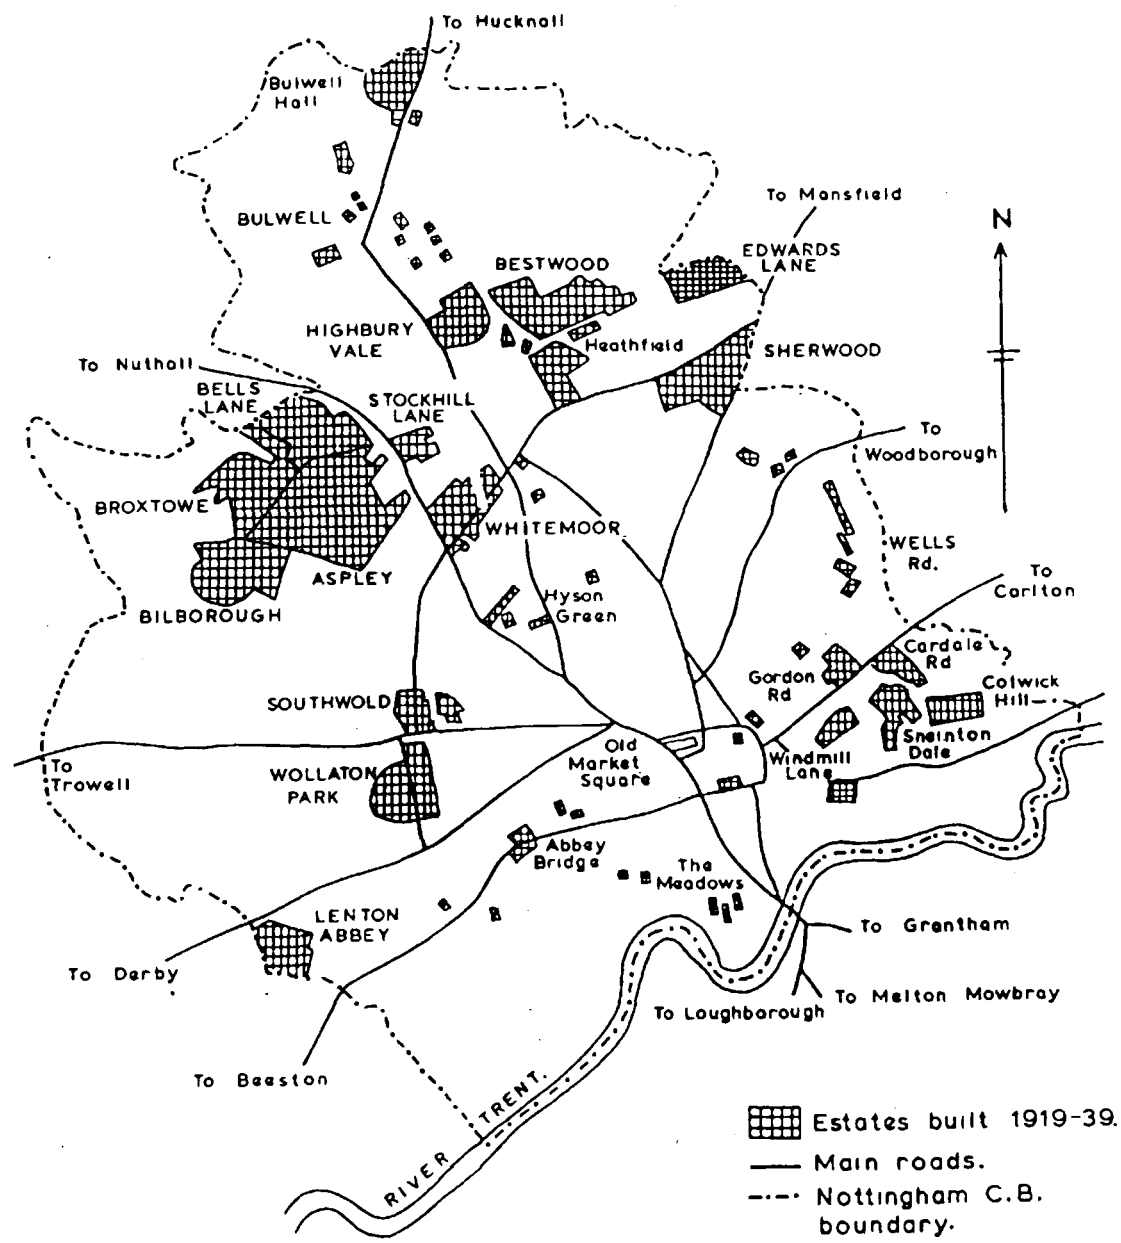 To Hucknall
Bulwell
Hall
To Mansfield
N
BULWELL
EDWARDS
LANE
BESTWOOD
HIGHBURY
VALE
Heathfield
SHERWOOD
To Nuthall
BELLS
LANE
STOCKHILL
LANE
To
Woodborough
BROXTOWE
WHITEMOOR
WELLS
Rd.
ASPLEY
To
Carlton
BILBOROUGH
Hyson
Green
Cardale
Rd
Gordon
Rd
Colwick
Hill
SOUTHWOLD
Sneinton
Dale
Old
Market
Square
Windmill
Lane
To
Trowell
WOLLATON
PARK
Abbey
Bridge
The
Meadows
LENTON
ABBEY
To Grantham
To Derby
To Melton Mowbray
To Loughborough
To Beeston
RIVER TRENT.
Estates built 1919-39.
Main roads.
Nottingham C.B.
boundary.